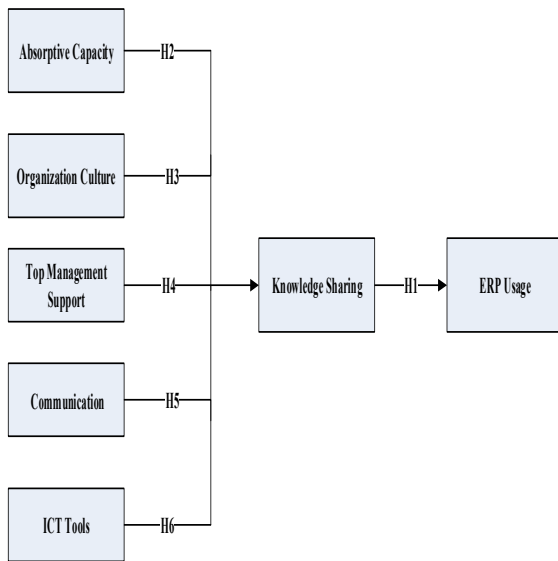 Absorptive Capacity
H2
Organization Culture
H3
Top Management
Support
H4
Knowledge Sharing
H1
ERP Usage
Communication
H5
ICT Tools
H6